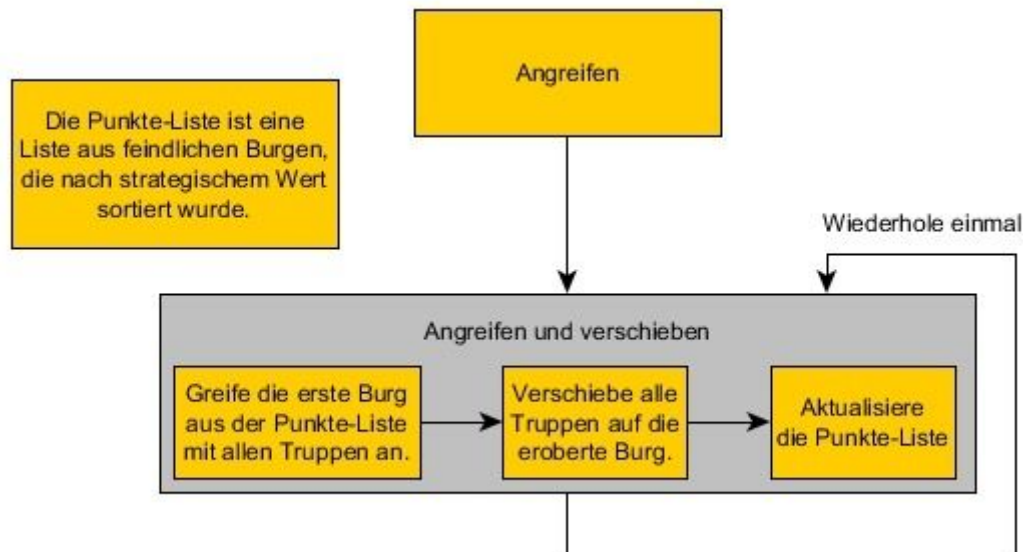 Angreifen
Die Punkte-Liste ist eine
Liste aus feindlichen Burgen,
die nach strategischem Wert
sortiert wurde.
Wiederhole einmal
Angreifen und verschieben
Greife die erste Burg
aus der Punkte-Liste
mit allen Truppen an.
Verschiebe alle
Truppen auf die
eroberte Burg.
Aktualisiere
die Punkte-Liste